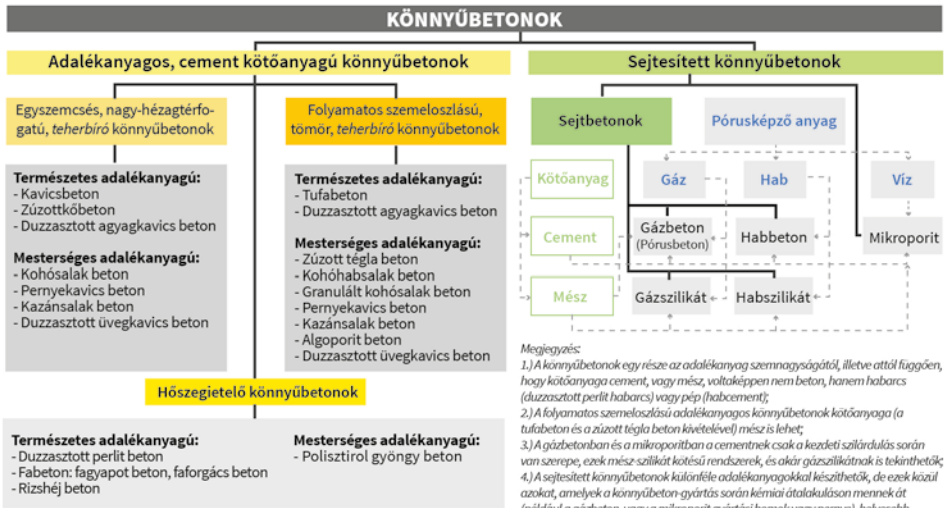 KÖNNYŰBETONOK
Adalékanyagos, cement kötőanyagú könnyűbetonok
Egyszemcsés, nagy-hézagtérfo-
gatú, teherbíró könnyűbetonok
Természetes adalékanyagú:
- Kavicsbeton
- Zúzottkőbeton
- Duzzasztott agyagkavics beton
Mesterséges adalékanyagú:
- Kohósalak beton
- Pernyekavics beton
- Kazánsalak beton
- Duzzasztott üvegkavics beton
Folyamatos szemeloszlású,
tömör, teherbíró könnyűbetonok
Természetes adalékanyagú:
- Tufabeton
- Duzzasztott agyagkavics beton
Mesterséges adalékanyagú:
- Zúzott tégla beton
- Kohóhabsalak beton
- Granulált kohósalak beton
- Pernyekavics beton
- Kazánsalak beton
- Algoporit beton
- Duzzasztott üvegkavics beton
Hőszegietelő könnyűbetonok
Természetes adalékanyagú:
- Duzzasztott perlit beton
- Fabeton: fagyapot beton, faforgács beton
- Rizshéj beton
Mesterséges adalékanyagú:
- Polisztirol gyöngy beton
Sejtesített könnyűbetonok
Sejtbetonok
Pórusképző anyag
Kötőanyag
Gáz
Hab
Víz
Cement
Gázbeton
(Pórusbeton)
Habbeton
Mikroporit
Mész
Gázszilikát
Habszilikát
Megjegyzés:
1.) A könnyűbetonok egy része az adalékanyag szemnagyságától, illetve attól függően,
hogy kötőanyaga cement, vagy mész, voltaképpen nem beton, hanem habarcs
(duzzasztott perlit habarcs) vagy pép (habcement);
2.) A folyamatos szemeloszlású adalékanyagos könnyűbetonok kötőanyaga (a
tufabeton és a zúzott tégla beton kivételével) mész is lehet;
3.) A gázbetonban és a mikroporitban a cementnek csak a kezdeti szilárdulás során
van szerepe, ezek mész-szilikát kötésű rendszerek, és akár gázszilikátnak is tekinthetők;
4.) A sejtesített könnyűbetonok különféle adalékanyagokkal készíthetők, de ezek közül
azokat, amelyek a könnyűbeton-gyártás során kémiai átalakuláson mennek át